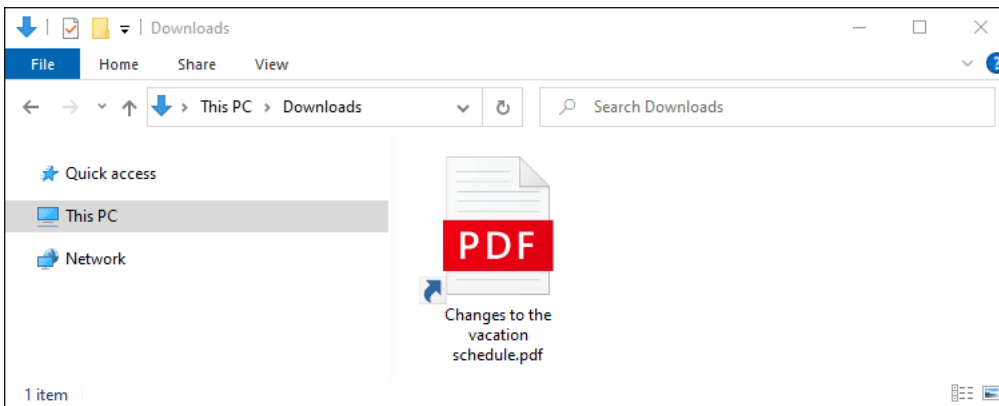 Downloads
File Home Share View
This PC > Downloads
Search Downloads
Quick access
This PC
Network
PDF
Changes to the
vacation
schedule.pdf
1 item